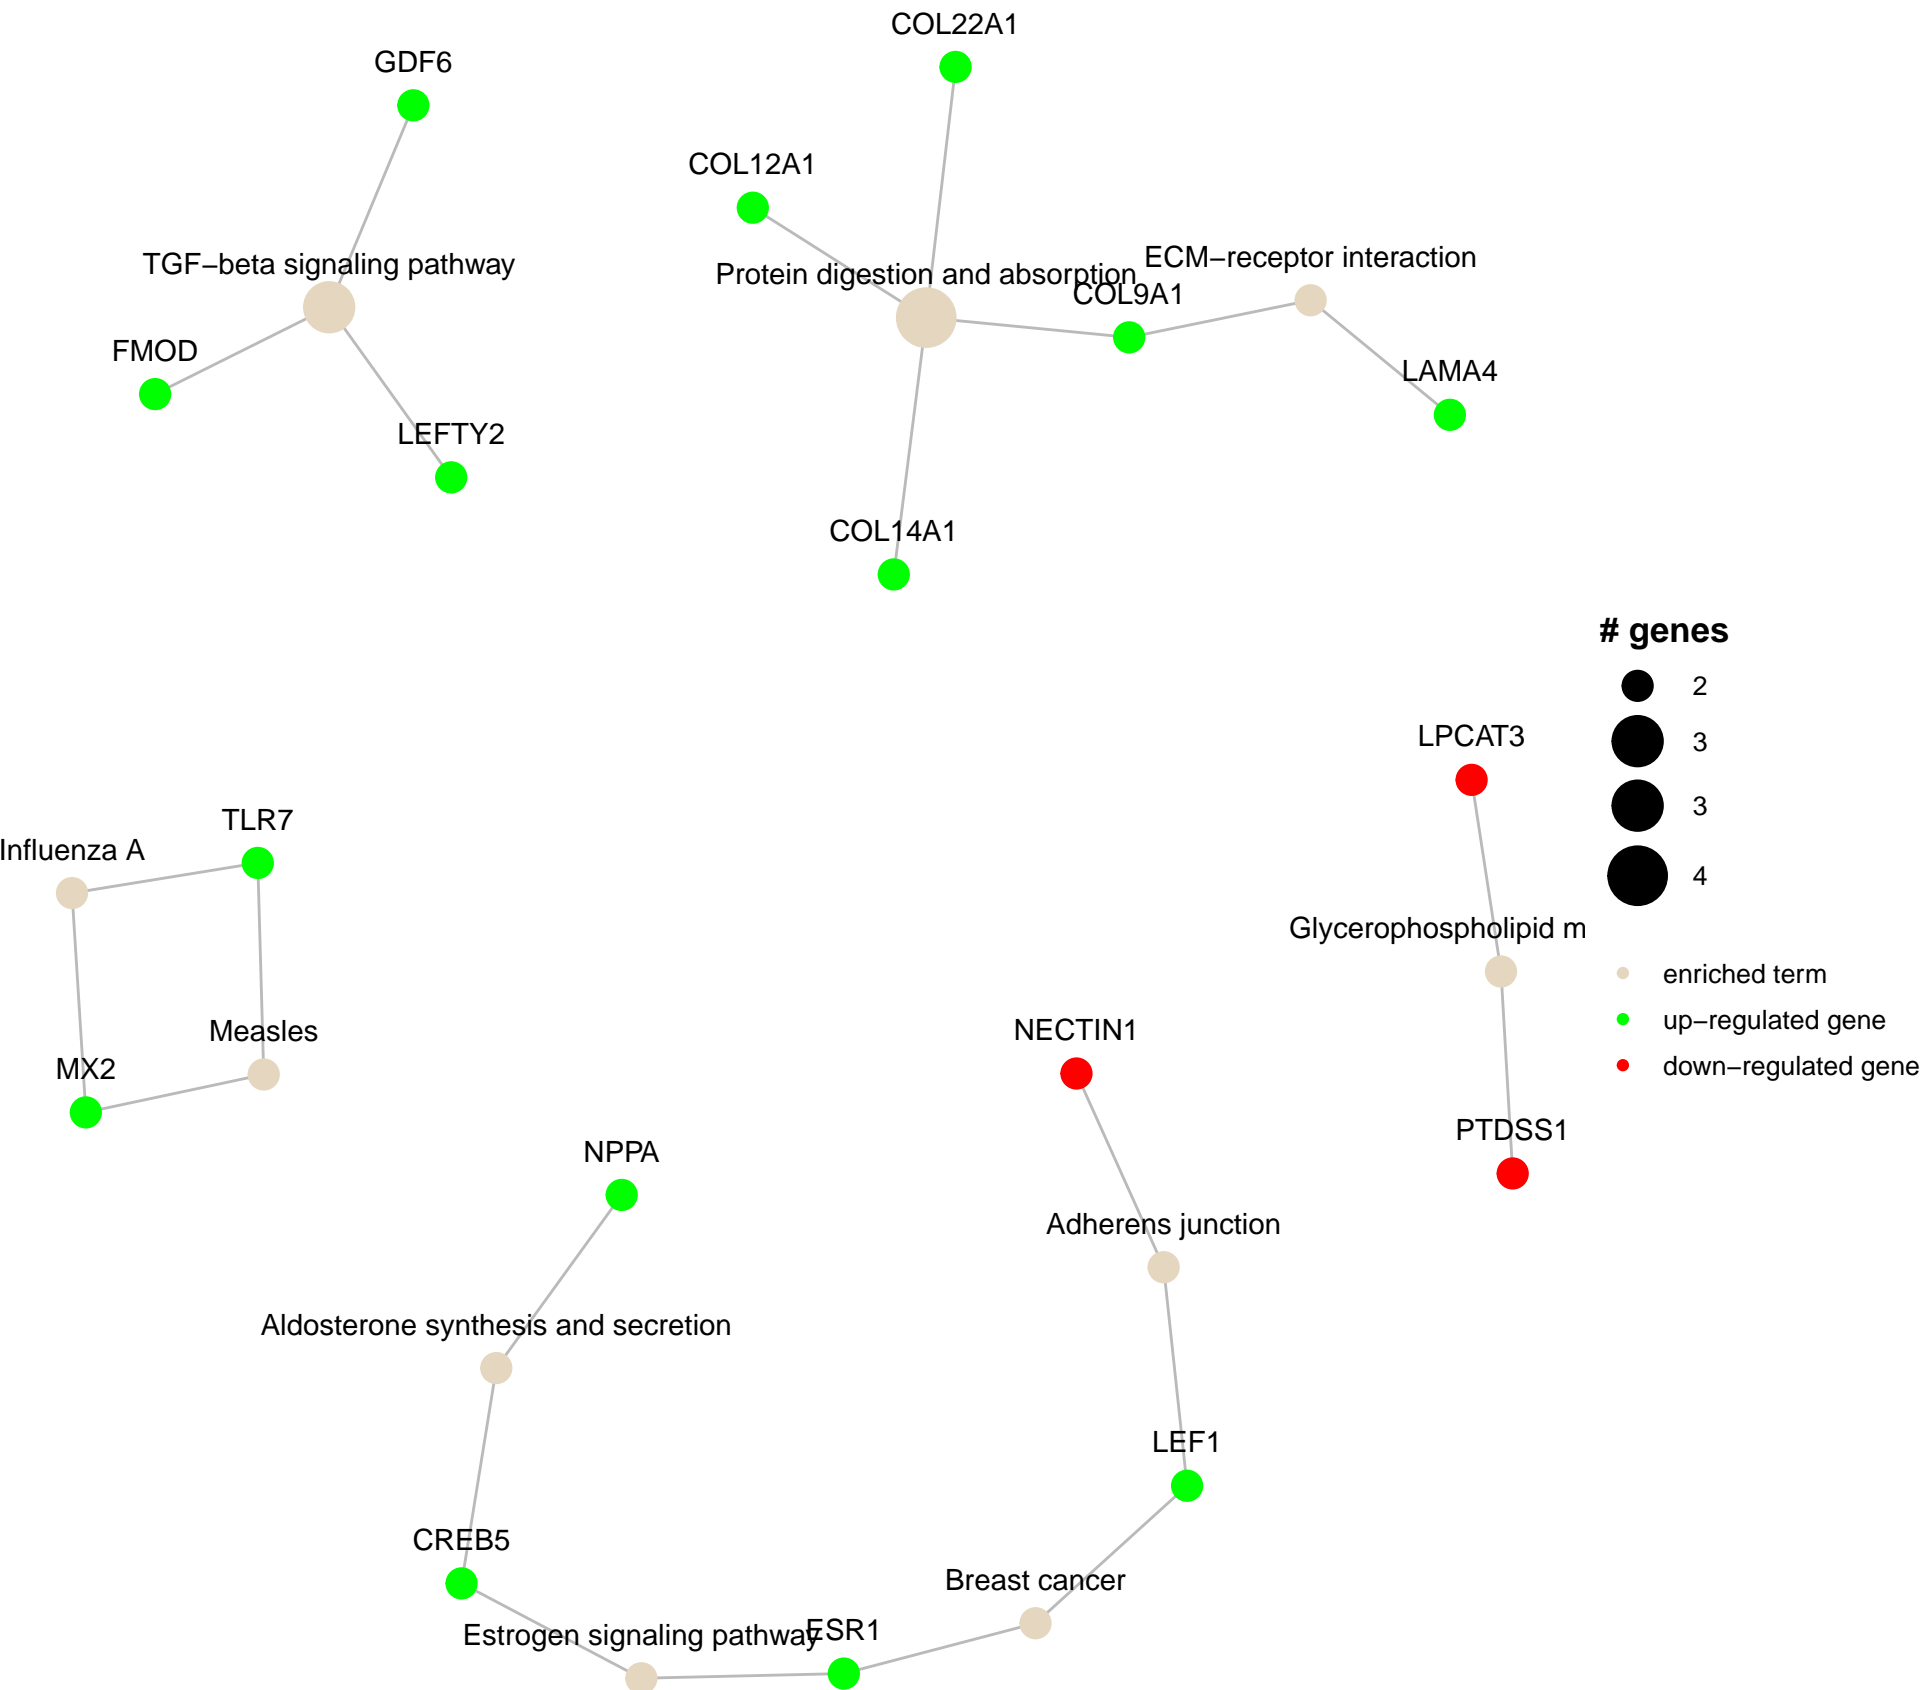 COL22A1
GDF6
COL12A1
ECM−receptor interaction
TGF−beta signaling pathway
Protein digestion and absorption
COL9A1
FMOD
LAMA4
LEFTY2
COL14A1
# genes
2
LPCAT3
3
3
TLR7
Influenza A
4
Glycerophospholipid m
enriched term
up−regulated gene
NECTIN1
Measles
down−regulated gene
MX2
PTDSS1
NPPA
Adherens junction
Aldosterone synthesis and secretion
LEF1
CREB5
Breast cancer
ESR1
Estrogen signaling pathway